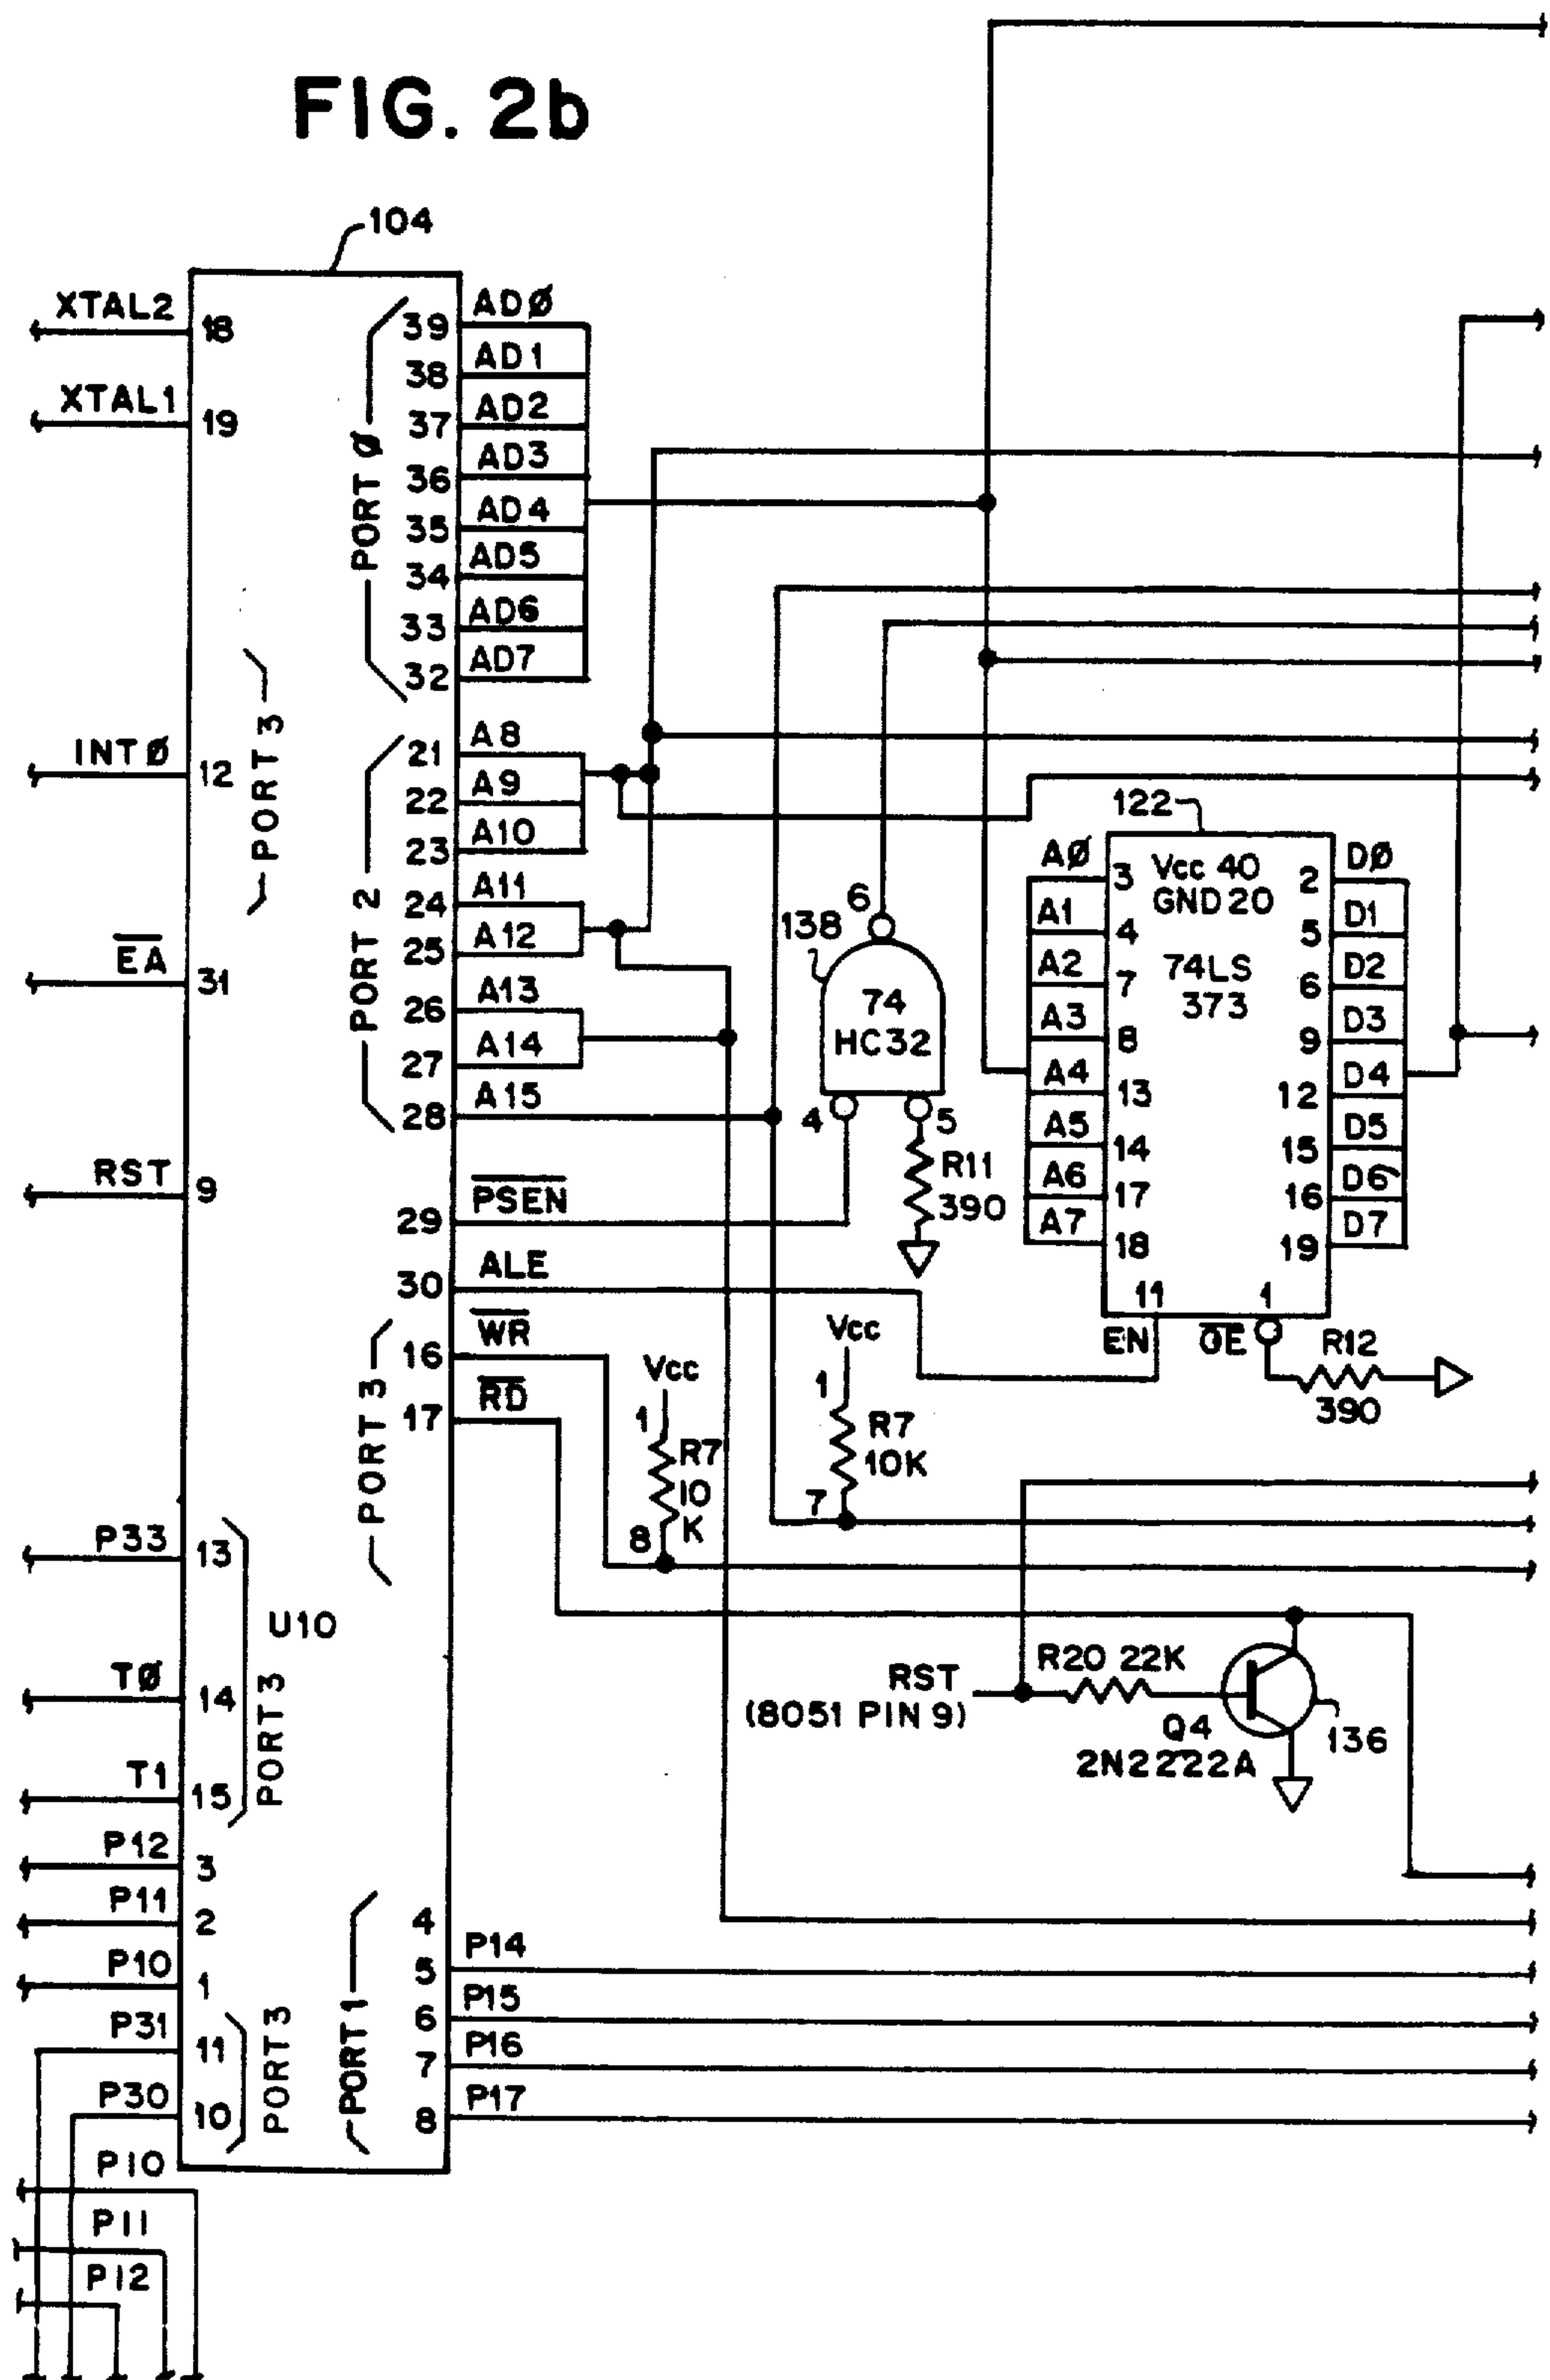 FIG. 2b
104
XTAL2
18
XTAL1
19
INTØ
12
PORT 3
EA
31
RST
9
P33
13
TØ
14
T1
15
PORT 3
U10
P12
3
P11
2
P10
1
P31
11
P30
10
PORT 3
P10
P11
P12
PORT Ø
39 ADØ
38 AD1
37 AD2
36 AD3
35 AD4
34 AD5
33 AD6
32 AD7
PORT 2
21 A8
22 A9
23 A10
24 A11
25 A12
26 A13
27 A14
28 A15
29 PSEN
30 ALE
PORT 3
16 WR
17 RD
PORT 1
4
5 P14
6 P15
7 P16
8 P17
6
138
74
HC32
4
5
R11
390
122
Vcc 40
GND 20
74LS
373
AØ 3
A1 4
A2 7
A3 8
A4 13
A5 14
A6 17
A7 18
2 DØ
5 D1
6 D2
9 D3
12 D4
15 D5
16 D6
19 D7
11
1
EN
OE
R12
390
Vcc
1
R7
10
K
8
Vcc
1
R7
10K
7
RST
(8051 PIN 9)
R20 22K
Q4
2N2222A
136